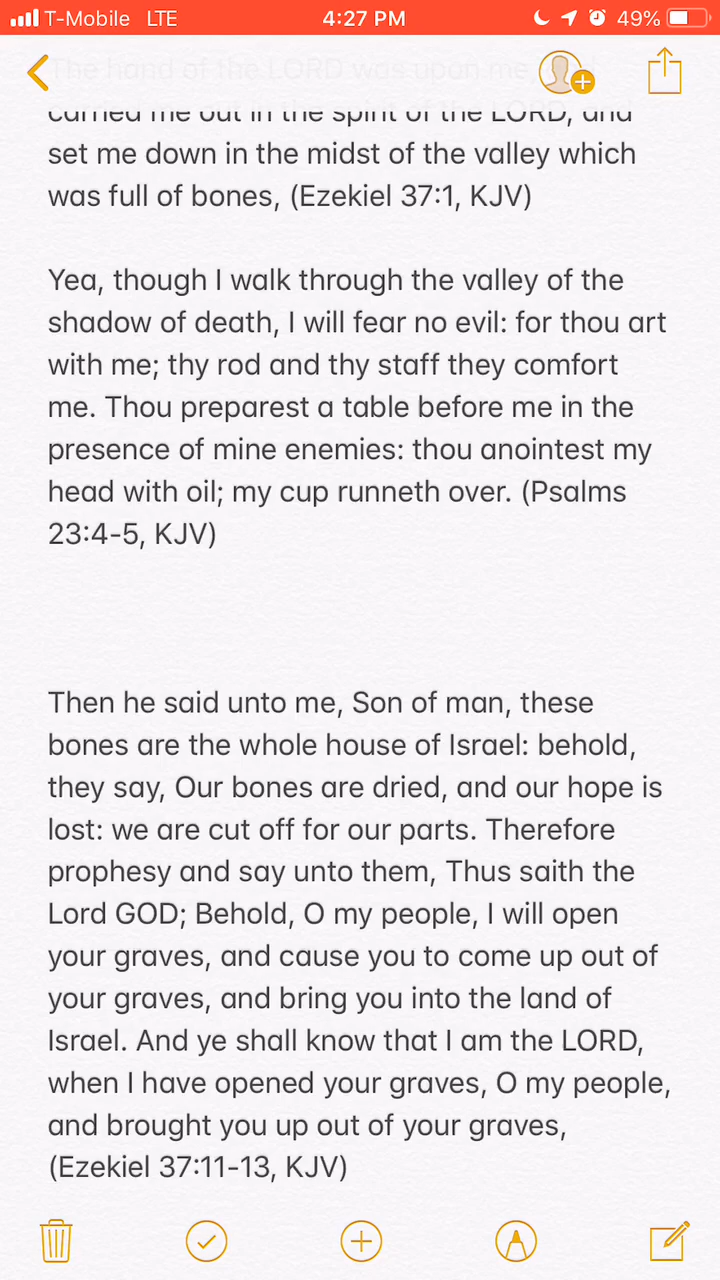 T-Mobile LTE 4:27 PM 49%
The hand of the LORD was upon me
carried me out in the spirit of the LORD, and
set me down in the midst of the valley which
was full of bones, (Ezekiel 37:1, KJV)
Yea, though I walk through the valley of the
shadow of death, I will fear no evil: for thou art
with me; thy rod and thy staff they comfort
me. Thou preparest a table before me in the
presence of mine enemies: thou anointest my
head with oil; my cup runneth over. (Psalms
23:4-5, KJV)
Then he said unto me, Son of man, these
bones are the whole house of Israel: behold,
they say, Our bones are dried, and our hope is
lost: we are cut off for our parts. Therefore
prophesy and say unto them, Thus saith the
Lord GOD; Behold, O my people, I will open
your graves, and cause you to come up out of
your graves, and bring you into the land of
Israel. And ye shall know that I am the LORD,
when I have opened your graves, O my people,
and brought you up out of your graves,
(Ezekiel 37:11-13, KJV)